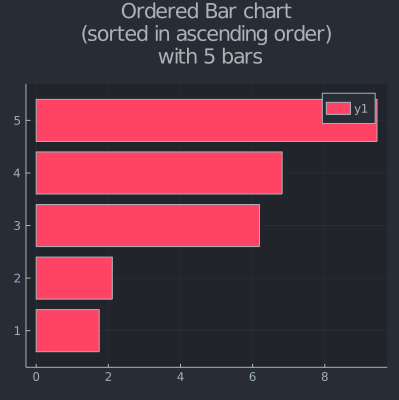 Ordered Bar chart
(sorted in ascending order)
with 5 bars
y1
5
4
3
2
1
0 2 4 6 8